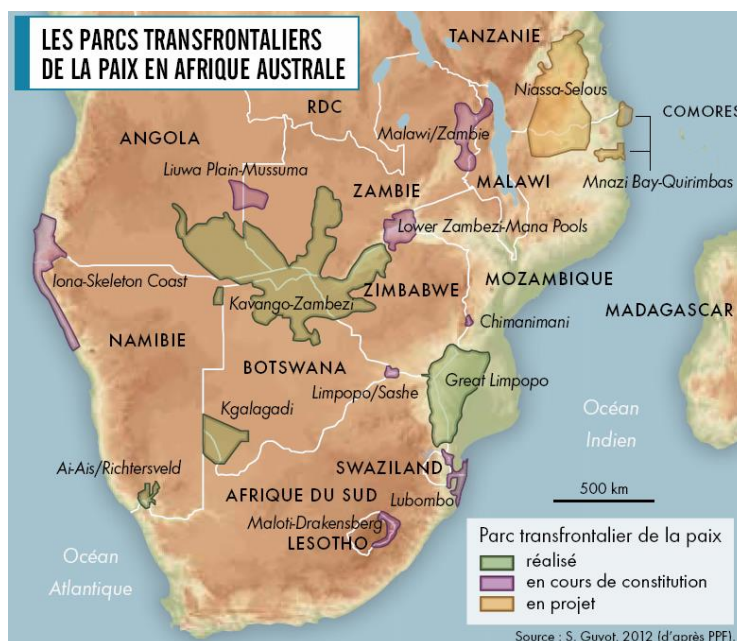 LES PARCS TRANSFRONTALIERS
DE LA PAIX EN AFRIQUE AUSTRALE
TANZANIE
Niassa-Selous
RDC
COMORES
ANGOLA
Malawi/Zambie
Liuwa Plain-Mussuma
ZAMBIE
MALAWI
Mnazi Bay-Quirimbas
Lower Zambezi-Mana Pools
Iona-Skeleton Coast
MOZAMBIQUE
Kavango-Zambezi
ZIMBABWE
MADAGASCAR
Chimanimani
NAMIBIE
BOTSWANA
Great Limpopo
Limpopo/Sashe
Océan
Indien
Kgalagadi
Ai-Ais/Richtersveld
SWAZILAND
AFRIQUE DU SUD
Lubombo
500 km
Maloti-Drakensberg
LESOTHO
Océan
Atlantique
Parc transfrontalier de la paix
réalisé
en cours de constitution
en projet
Source : S. Guyot, 2012 (d'après PPF).